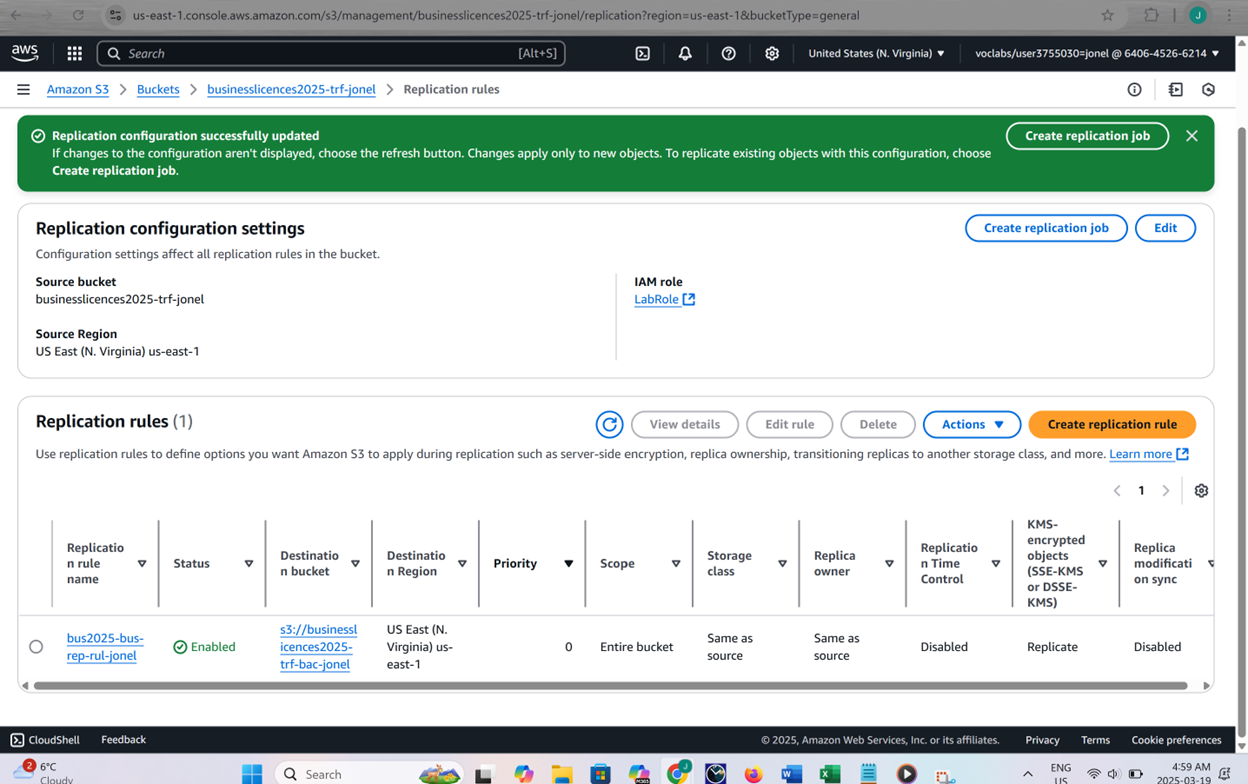 us-east-1.console.aws.amazon.com/s3/management/businesslicences2025-trf-jonel/replication?region=us-east-1&bucketType=general
J
aws
Search
[Alt+S]
United States (N. Virginia)
voclabs/user3755030=jonel @ 6406-4526-6214
Amazon S3
Buckets
businesslicences2025-trf-jonel
Replication rules
Replication configuration successfully updated
If changes to the configuration aren't displayed, choose the refresh button. Changes apply only to new objects. To replicate existing objects with this configuration, choose
Create replication job.
Create replication job
Replication configuration settings
Configuration settings affect all replication rules in the bucket.
Create replication job
Edit
Source bucket
businesslicences2025-trf-jonel
Source Region
US East (N. Virginia) us-east-1
IAM role
LabRole
Replication rules (1)
View details
Edit rule
Delete
Actions
Create replication rule
Use replication rules to define options you want Amazon S3 to apply during replication such as server-side encryption, replica ownership, transitioning replicas to another storage class, and more. Learn more
1
Replicatio
n rule
name
Status
Destinatio
n bucket
Destinatio
n Region
Priority
Scope
Storage
class
Replica
owner
Replicatio
n Time
Control
KMS-
encrypted
objects
(SSE-KMS
or DSSE-
KMS)
Replica
modificati
on sync
bus2025-bus-
rep-rul-jonel
Enabled
s3://businessl
icences2025-
trf-bac-jonel
US East (N.
Virginia) us-
east-1
0
Entire bucket
Same as
source
Same as
source
Disabled
Replicate
Disabled
CloudShell
Feedback
© 2025, Amazon Web Services, Inc. or its affiliates.
Privacy
Terms
Cookie preferences
2
6°C
Cloudy
Search
ENG
US
4:59 AM
2025-03-19